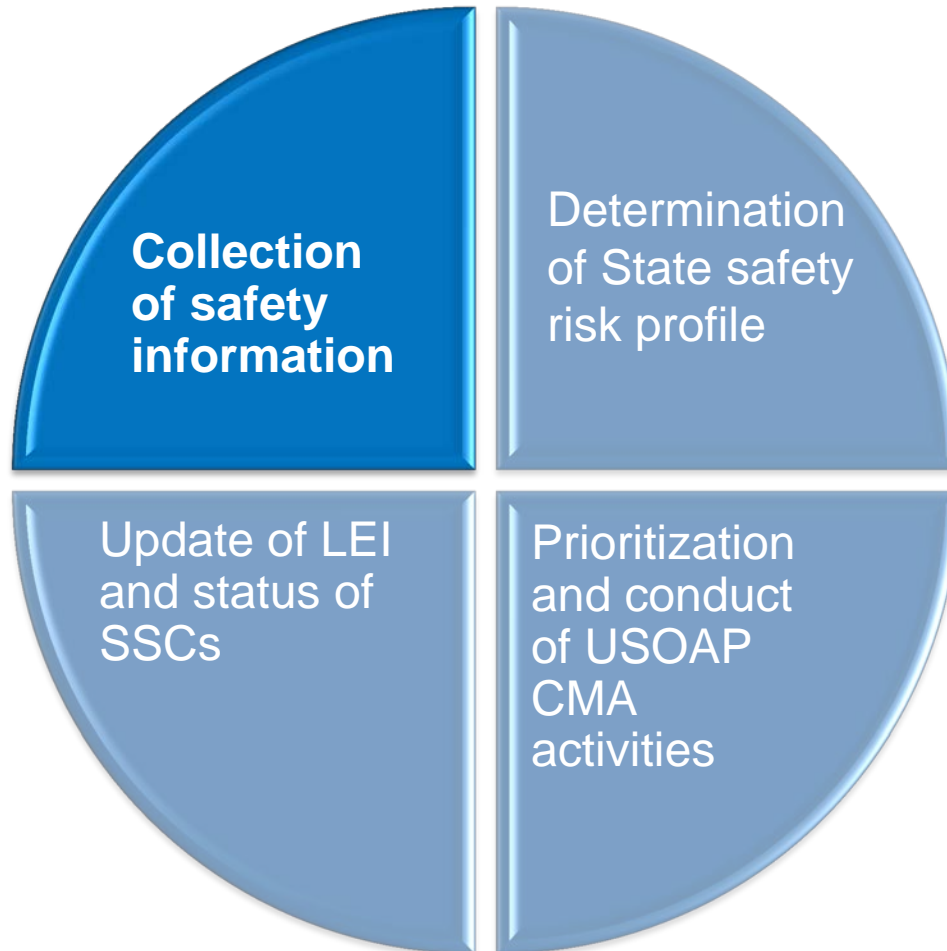 Collection
of safety
information
Determination
of State safety
risk profile
Update of LEI
and status of
SSCs
Prioritization
and conduct
of USOAP
CMA
activities